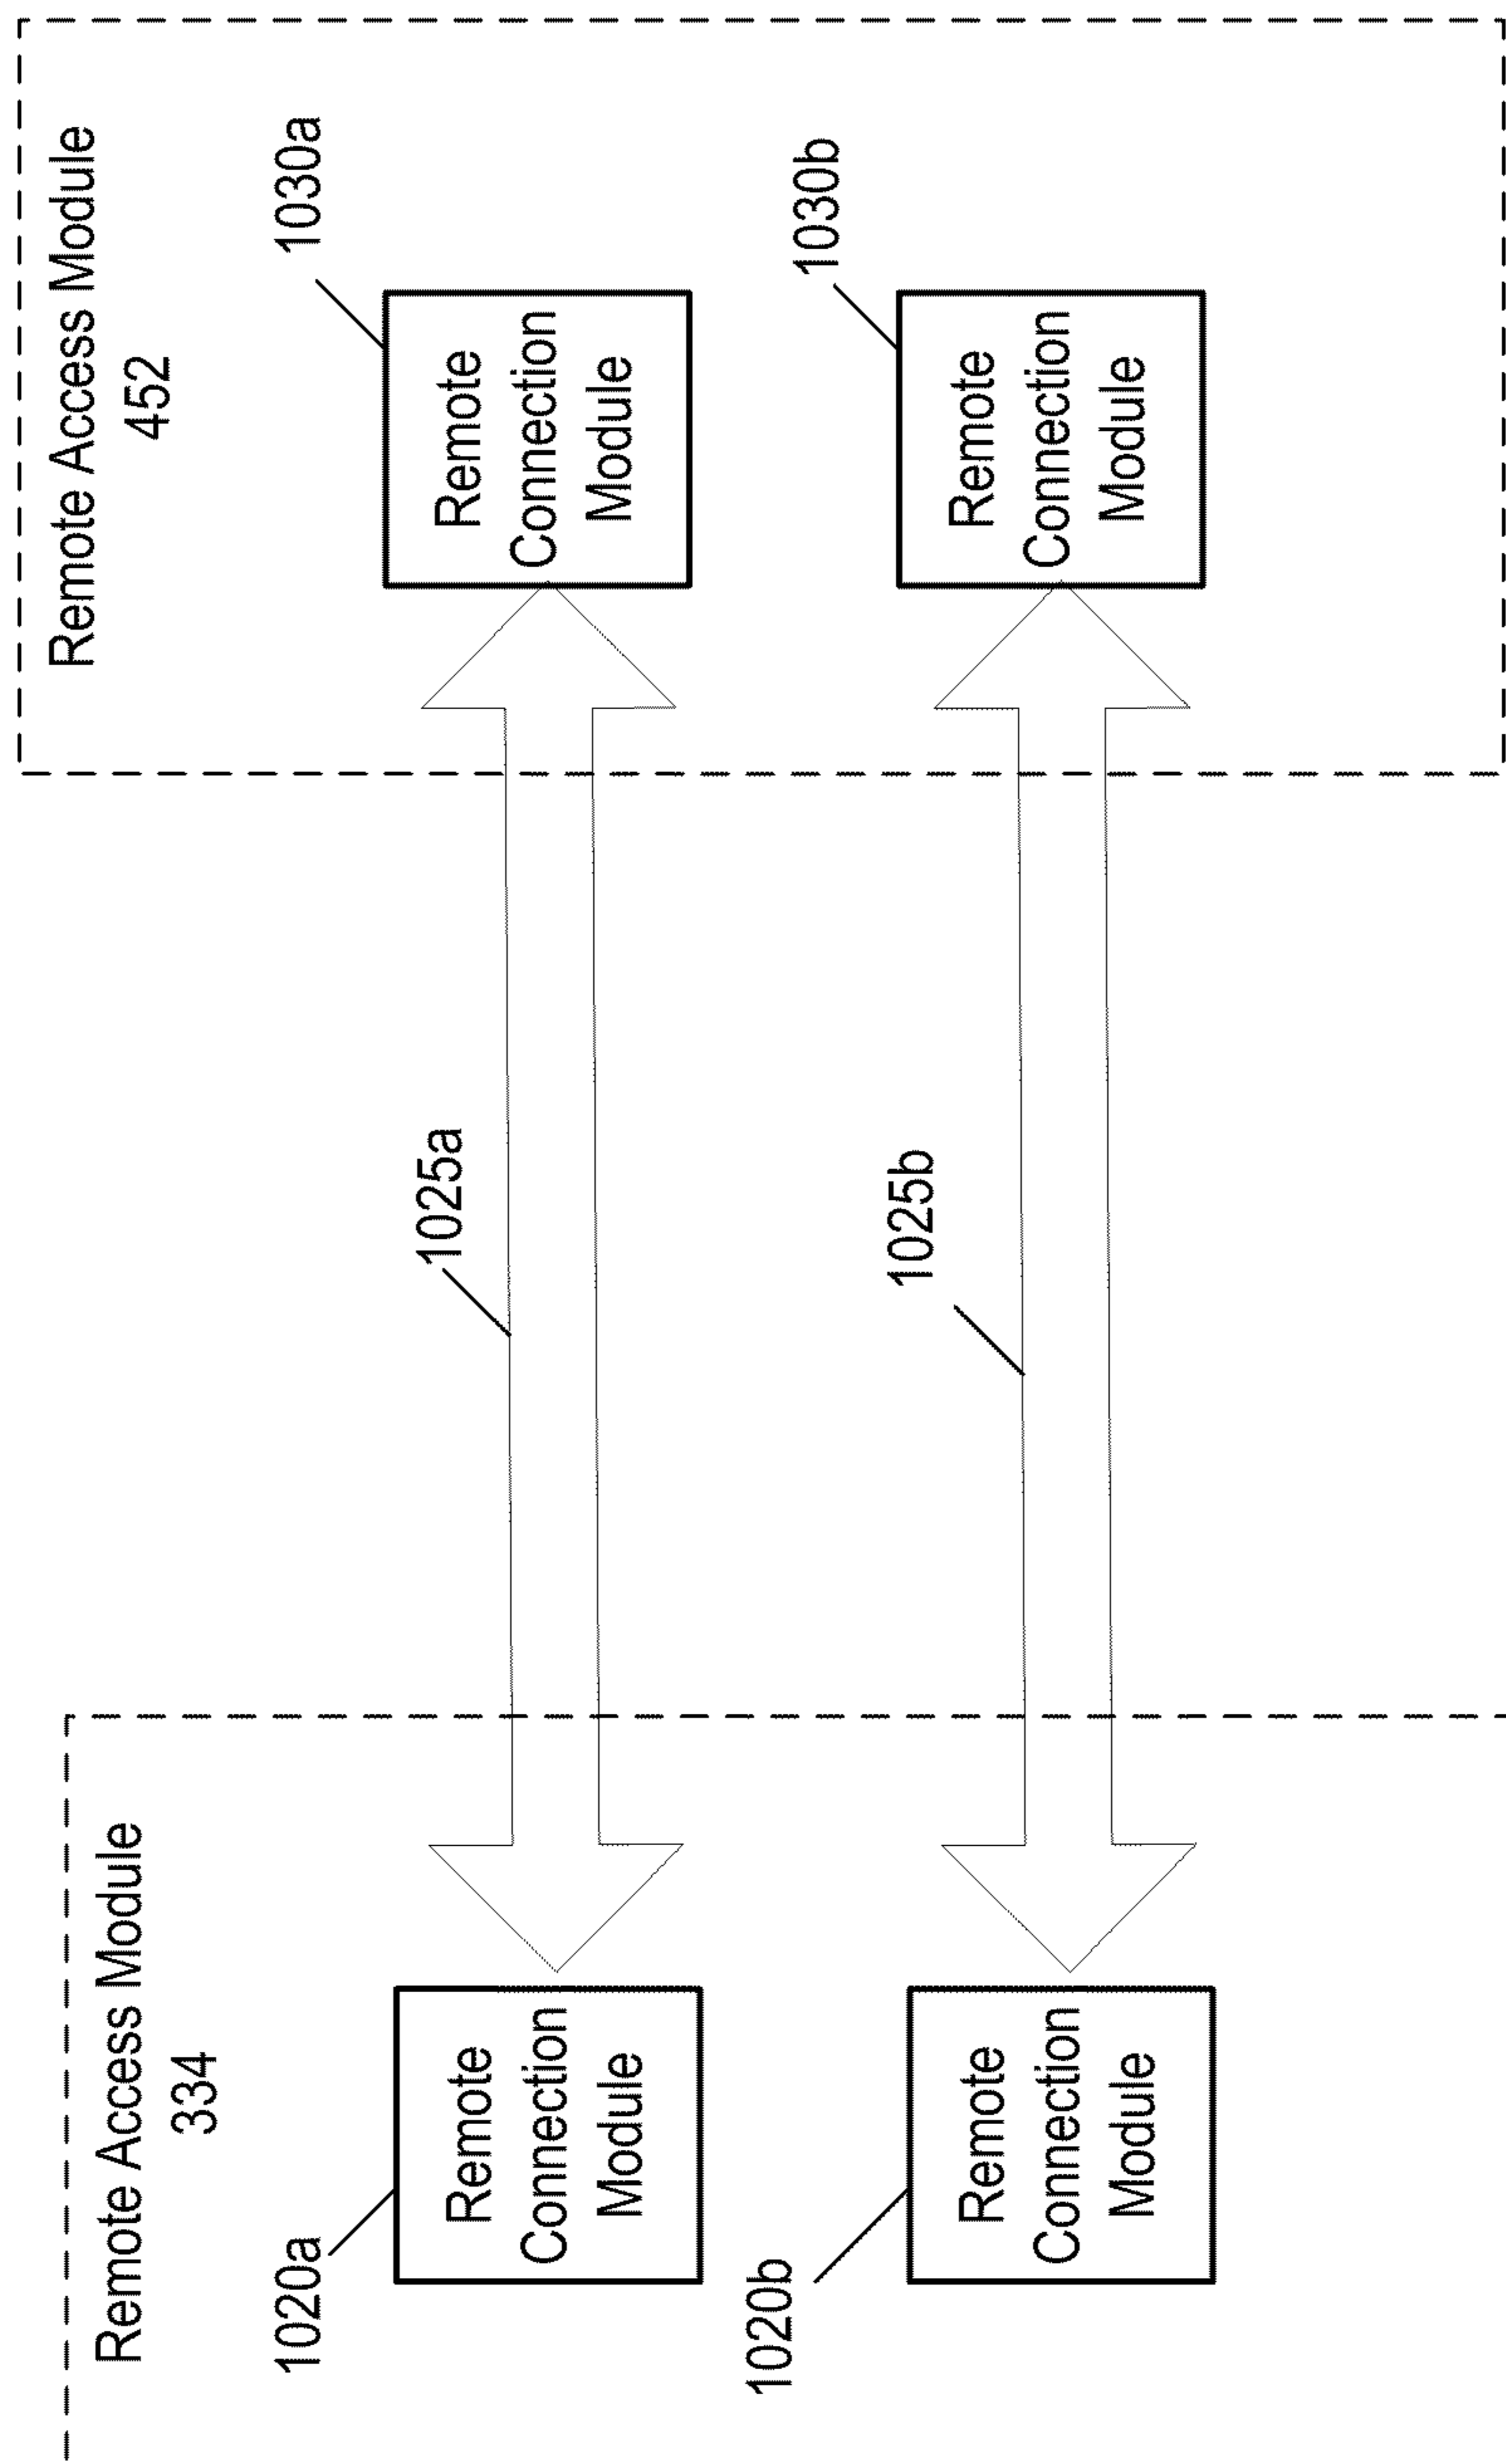 Remote Access Module
334
1020a
Remote
Connection
Module
1020b
Remote
Connection
Module
1025a
1025b
Remote Access Module
452
1030a
Remote
Connection
Module
1030b
Remote
Connection
Module